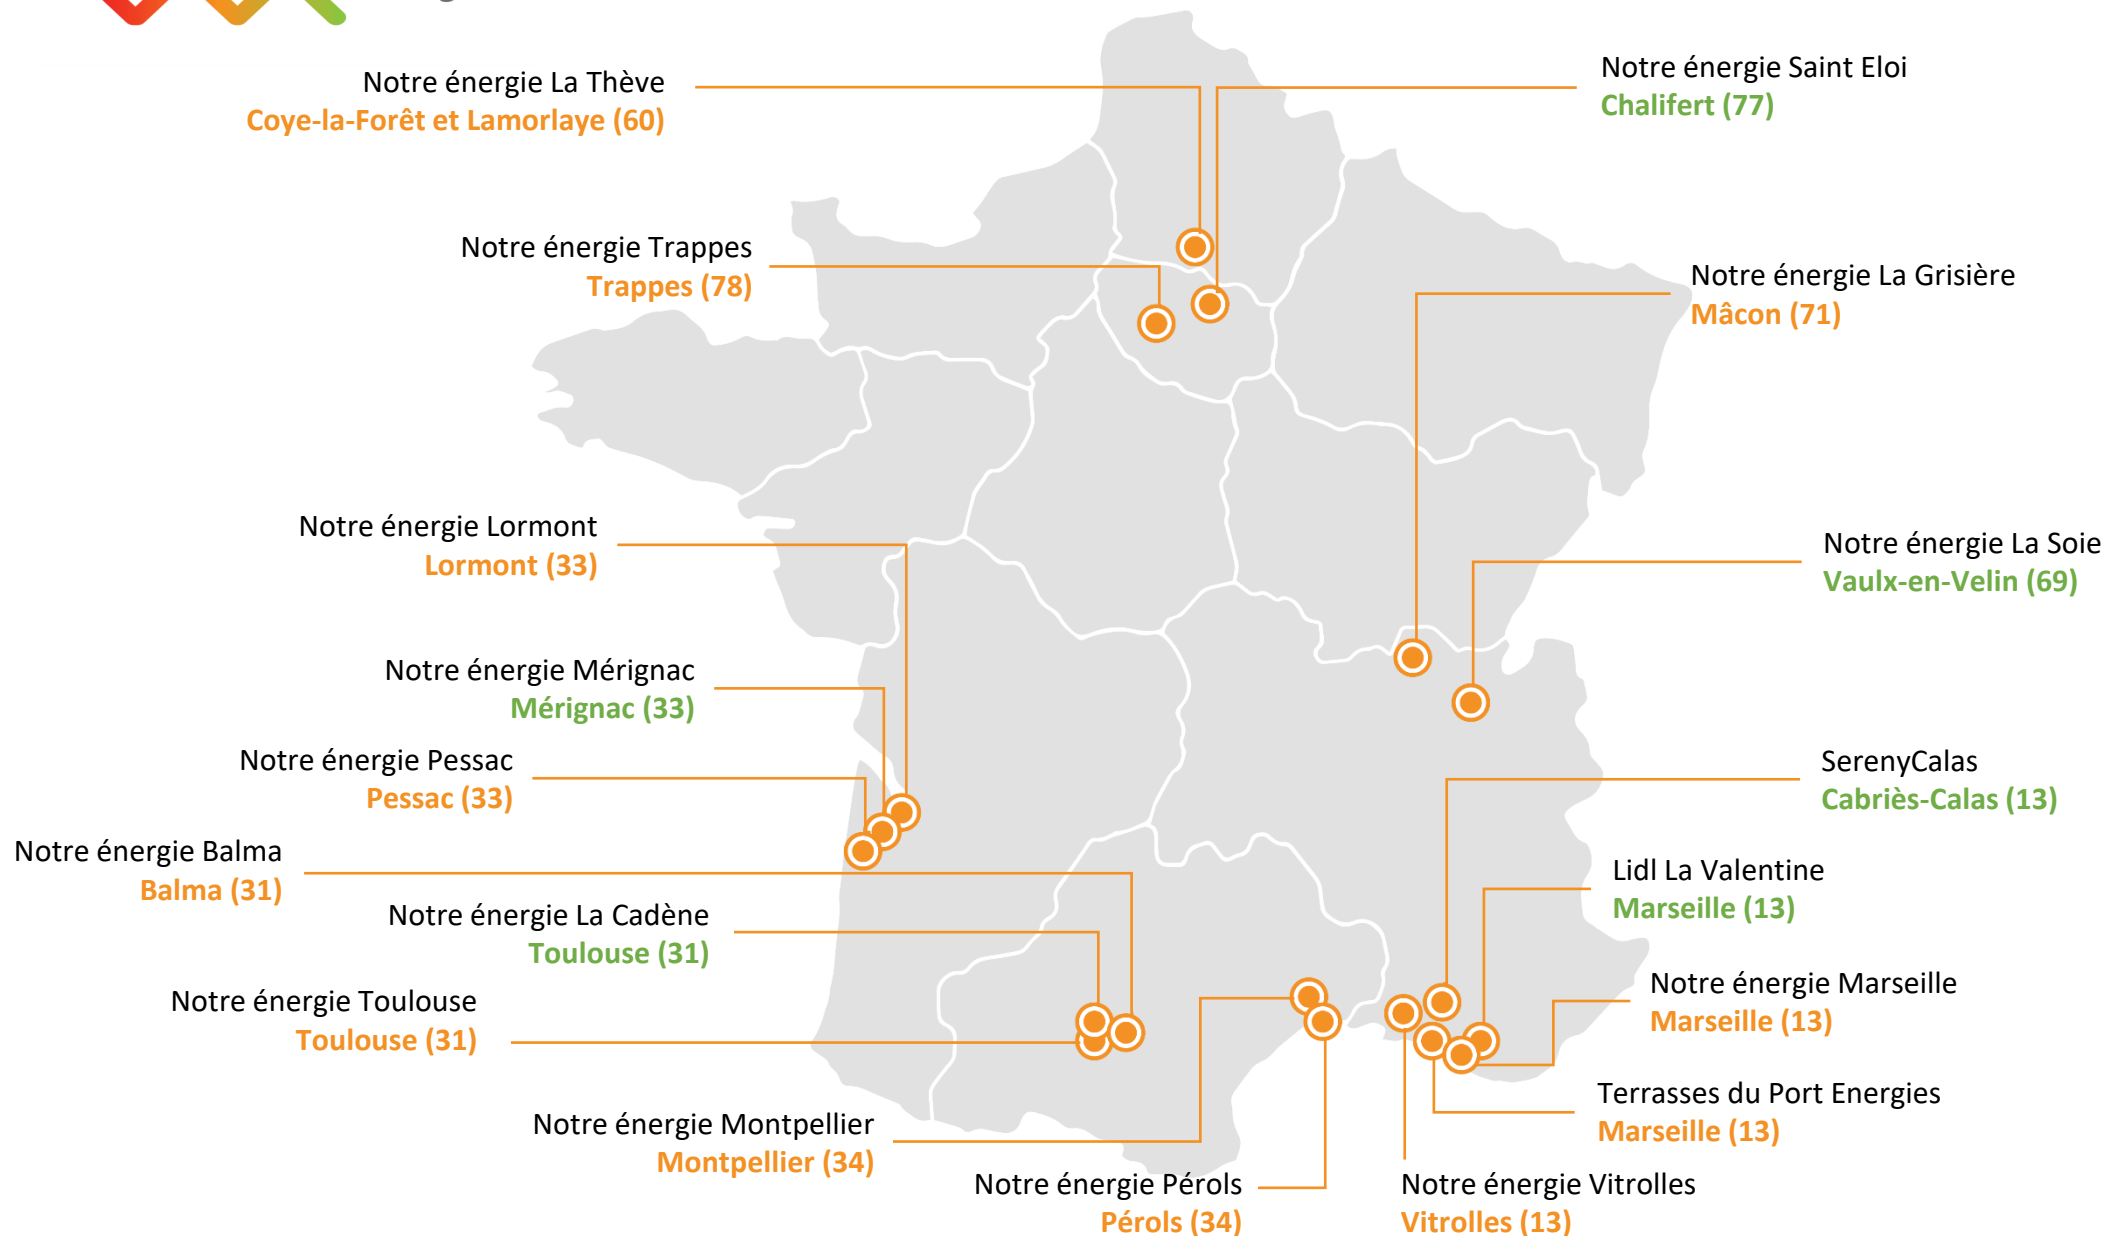 Notre énergie La Thève
Coye-la-Forêt et Lamorlaye (60)
Notre énergie Saint Eloi
Chalifert (77)
Notre énergie Trappes
Trappes (78)
Notre énergie La Grisière
Mâcon (71)
Notre énergie Lormont
Lormont (33)
Notre énergie La Soie
Vaulx-en-Velin (69)
Notre énergie Mérignac
Mérignac (33)
Notre énergie Pessac
Pessac (33)
SerenyCalas
Cabriès-Calas (13)
Notre énergie Balma
Balma (31)
Lidl La Valentine
Marseille (13)
Notre énergie La Cadène
Toulouse (31)
Notre énergie Marseille
Marseille (13)
Notre énergie Toulouse
Toulouse (31)
Terrasses du Port Energies
Marseille (13)
Notre énergie Montpellier
Montpellier (34)
Notre énergie Pérols
Pérols (34)
Notre énergie Vitrolles
Vitrolles (13)